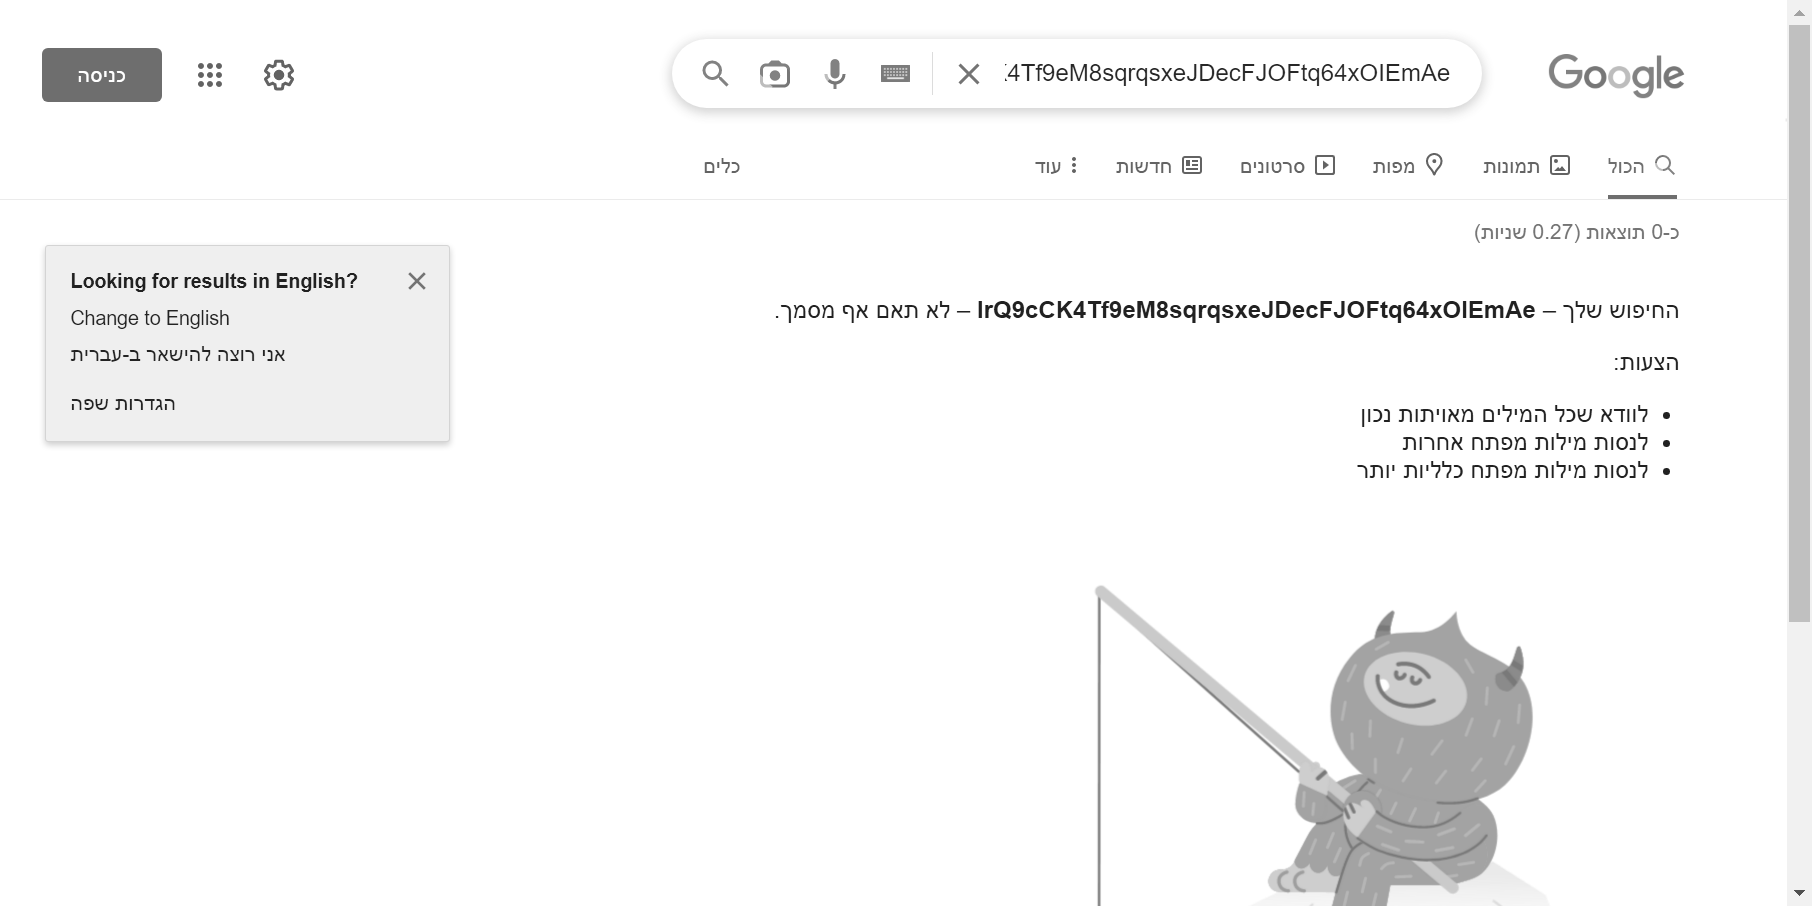 Google
4Tf9eM8sqrqsxeJDecFJOFtq64xOIEmAe
כניסה
הכול
תמונות
מפות
סרטונים
חדשות
עוד
כלים
כ-0 תוצאות (0.27 שניות)
החיפוש שלך – IrQ9cCK4Tf9eM8sqrqsxeJDecFJOFtq64xOIEmAe – לא תאם אף מסמך.
הצעות:
לוודא שכל המילים מאויתות נכון
לנסות מילות מפתח אחרות
לנסות מילות מפתח כלליות יותר
Looking for results in English?
Change to English
אני רוצה להישאר ב-עברית
הגדרות שפה